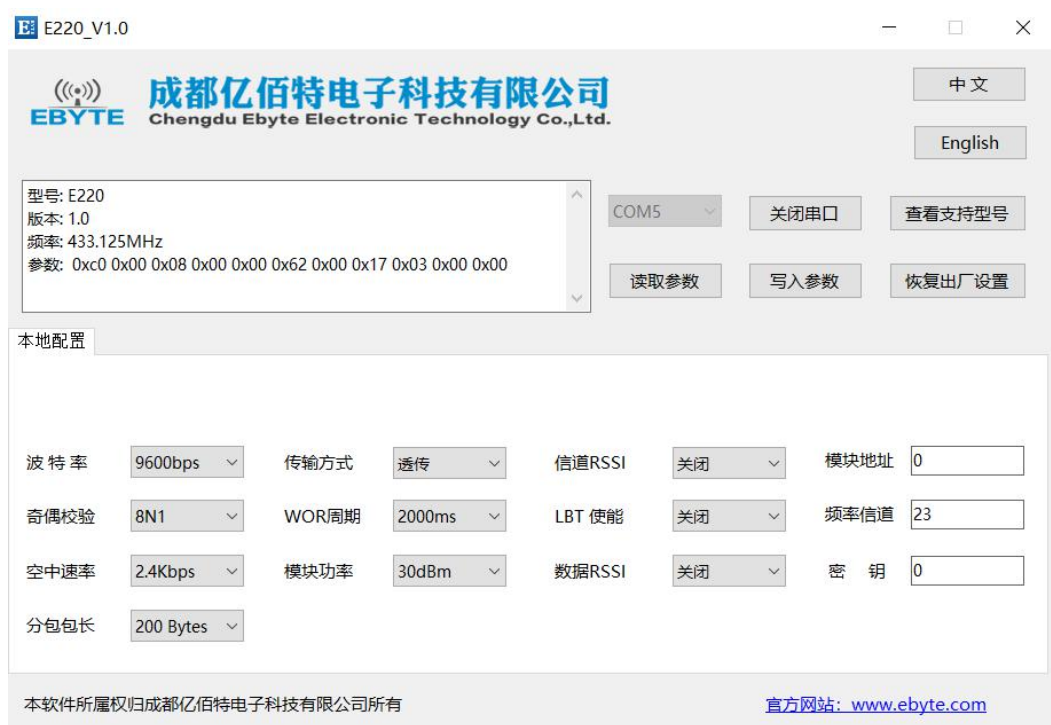 E220_V1.0
EBYTE
成都亿佰特电子科技有限公司
Chengdu Ebyte Electronic Technology Co.,Ltd.
中 文
English
型号: E220
版本: 1.0
频率: 433.125MHz
参数: 0xc0 0x00 0x08 0x00 0x00 0x62 0x00 0x17 0x03 0x00 0x00
COM5 关闭串口 查看支持型号
读取参数 写入参数 恢复出厂设置
本地配置
波 特 率 9600bps 传输方式 透传 信道RSSI 关闭 模块地址 0
奇偶校验 8N1 WOR周期 2000ms LBT 使能 关闭 频率信道 23
空中速率 2.4Kbps 模块功率 30dBm 数据RSSI 关闭 密 钥 0
分包包长 200 Bytes
本软件所属权归成都亿佰特电子科技有限公司所有 官方网站：www.ebyte.com